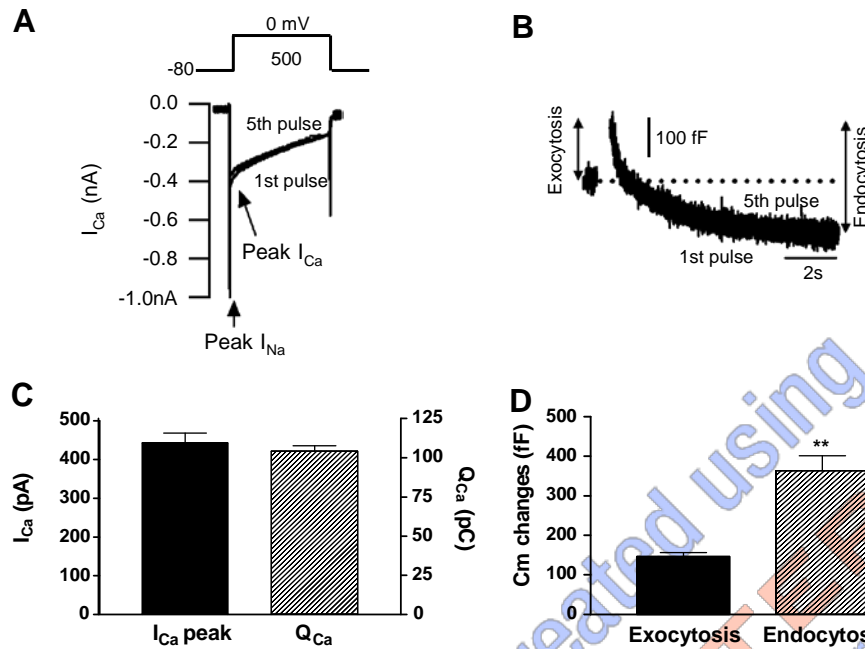 A
0 mV
500
-80
0.0
-0.2
-0.4
-0.6
-0.8
-1.0nA
I_Ca (nA)
5th pulse
1st pulse
Peak I_Ca
Peak I_Na
B
Exocytosis
100 fF
5th pulse
1st pulse
2s
Endocytosis
C
500
400
300
200
100
0
I_Ca (pA)
125
100
75
50
25
0
Q_Ca (pC)
I_Ca peak
Q_Ca
D
500
400
300
200
100
0
Cm changes (fF)
**
Exocytosis
Endocytos
eated using
TER